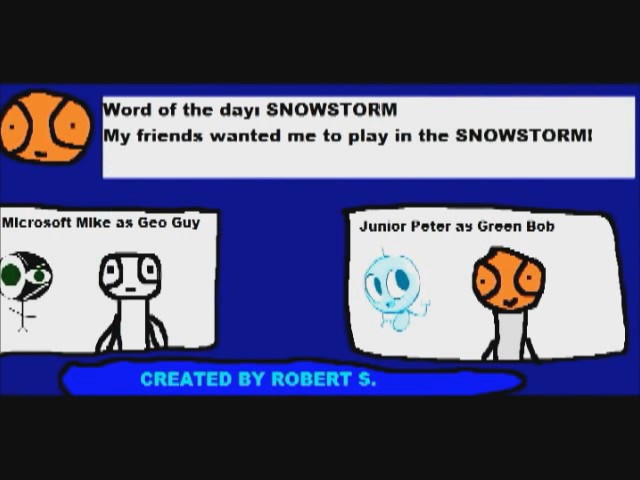 Word of the day: SNOWSTORM
My friends wanted me to play in the SNOWSTORM!
Microsoft Mike as Geo Guy
Junior Peter as Green Bob
CREATED BY ROBERT S.